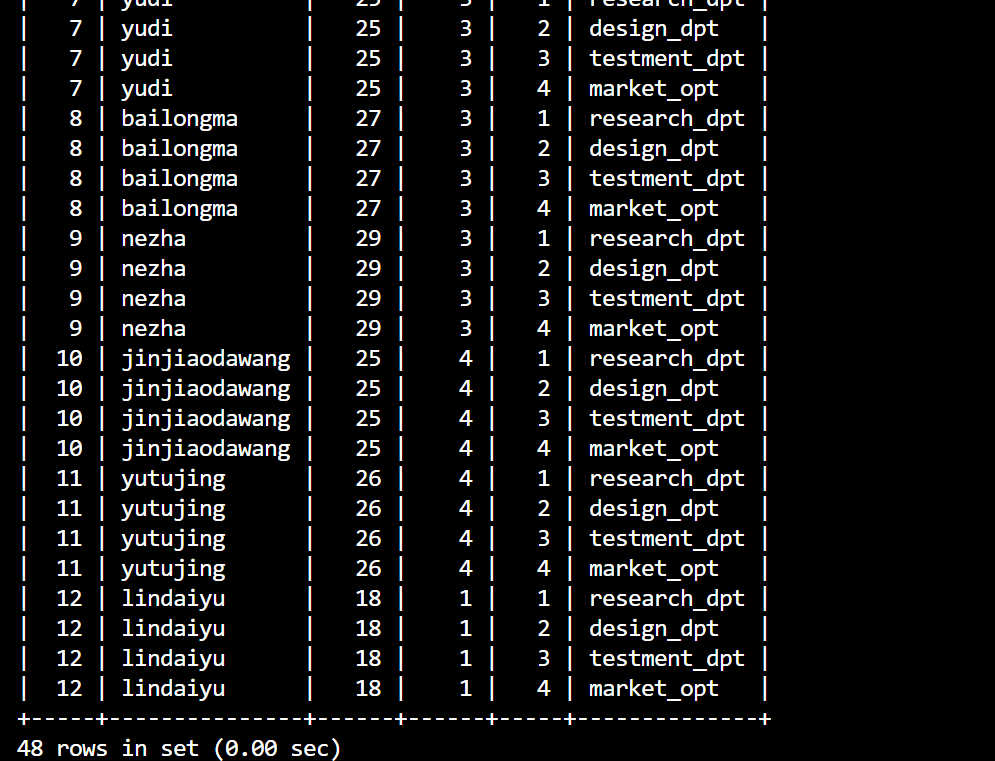 |   7 | yudi          |   25 |    3 |   1 | research_dpt |
|   7 | yudi          |   25 |    3 |   2 | design_dpt   |
|   7 | yudi          |   25 |    3 |   3 | testment_dpt |
|   7 | yudi          |   25 |    3 |   4 | market_opt   |
|   8 | bailongma     |   27 |    3 |   1 | research_dpt |
|   8 | bailongma     |   27 |    3 |   2 | design_dpt   |
|   8 | bailongma     |   27 |    3 |   3 | testment_dpt |
|   8 | bailongma     |   27 |    3 |   4 | market_opt   |
|   9 | nezha         |   29 |    3 |   1 | research_dpt |
|   9 | nezha         |   29 |    3 |   2 | design_dpt   |
|   9 | nezha         |   29 |    3 |   3 | testment_dpt |
|   9 | nezha         |   29 |    3 |   4 | market_opt   |
|  10 | jinjiaodawang |   25 |    4 |   1 | research_dpt |
|  10 | jinjiaodawang |   25 |    4 |   2 | design_dpt   |
|  10 | jinjiaodawang |   25 |    4 |   3 | testment_dpt |
|  10 | jinjiaodawang |   25 |    4 |   4 | market_opt   |
|  11 | yutujing      |   26 |    4 |   1 | research_dpt |
|  11 | yutujing      |   26 |    4 |   2 | design_dpt   |
|  11 | yutujing      |   26 |    4 |   3 | testment_dpt |
|  11 | yutujing      |   26 |    4 |   4 | market_opt   |
|  12 | lindaiyu      |   18 |    1 |   1 | research_dpt |
|  12 | lindaiyu      |   18 |    1 |   2 | design_dpt   |
|  12 | lindaiyu      |   18 |    1 |   3 | testment_dpt |
|  12 | lindaiyu      |   18 |    1 |   4 | market_opt   |
+-----+---------------+------+------+-----+--------------+
48 rows in set (0.00 sec)